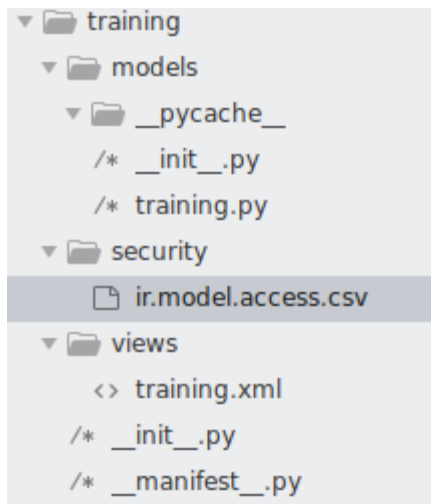 training
models
__pycache__
/* __init__.py
/* training.py
security
ir.model.access.csv
views
<> training.xml
/* __init__.py
/* __manifest__.py